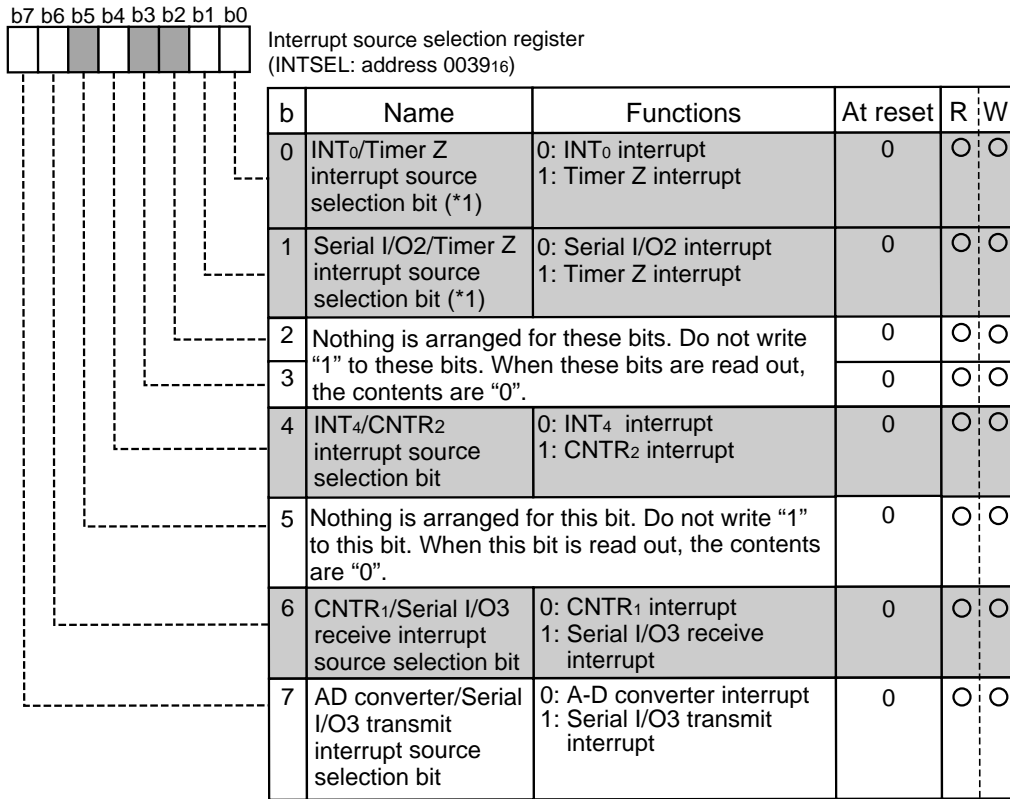 b7 b6 b5 b4 b3 b2 b1 b0
Interrupt source selection register
(INTSEL: address 003916)
b Name Functions At reset R W
0 INT0/Timer Z interrupt source selection bit (*1)
0: INT0 interrupt
1: Timer Z interrupt
0 O O
1 Serial I/O2/Timer Z interrupt source selection bit (*1)
0: Serial I/O2 interrupt
1: Timer Z interrupt
0 O O
2
3
Nothing is arranged for these bits. Do not write
“1” to these bits. When these bits are read out,
the contents are “0”.
0 O O
0 O O
4 INT4/CNTR2 interrupt source selection bit
0: INT4 interrupt
1: CNTR2 interrupt
0 O O
5 Nothing is arranged for this bit. Do not write “1”
to this bit. When this bit is read out, the contents
are “0”.
0 O O
6 CNTR1/Serial I/O3 receive interrupt source selection bit
0: CNTR1 interrupt
1: Serial I/O3 receive
interrupt
0 O O
7 AD converter/Serial I/O3 transmit interrupt source selection bit
0: A-D converter interrupt
1: Serial I/O3 transmit
interrupt
0 O O